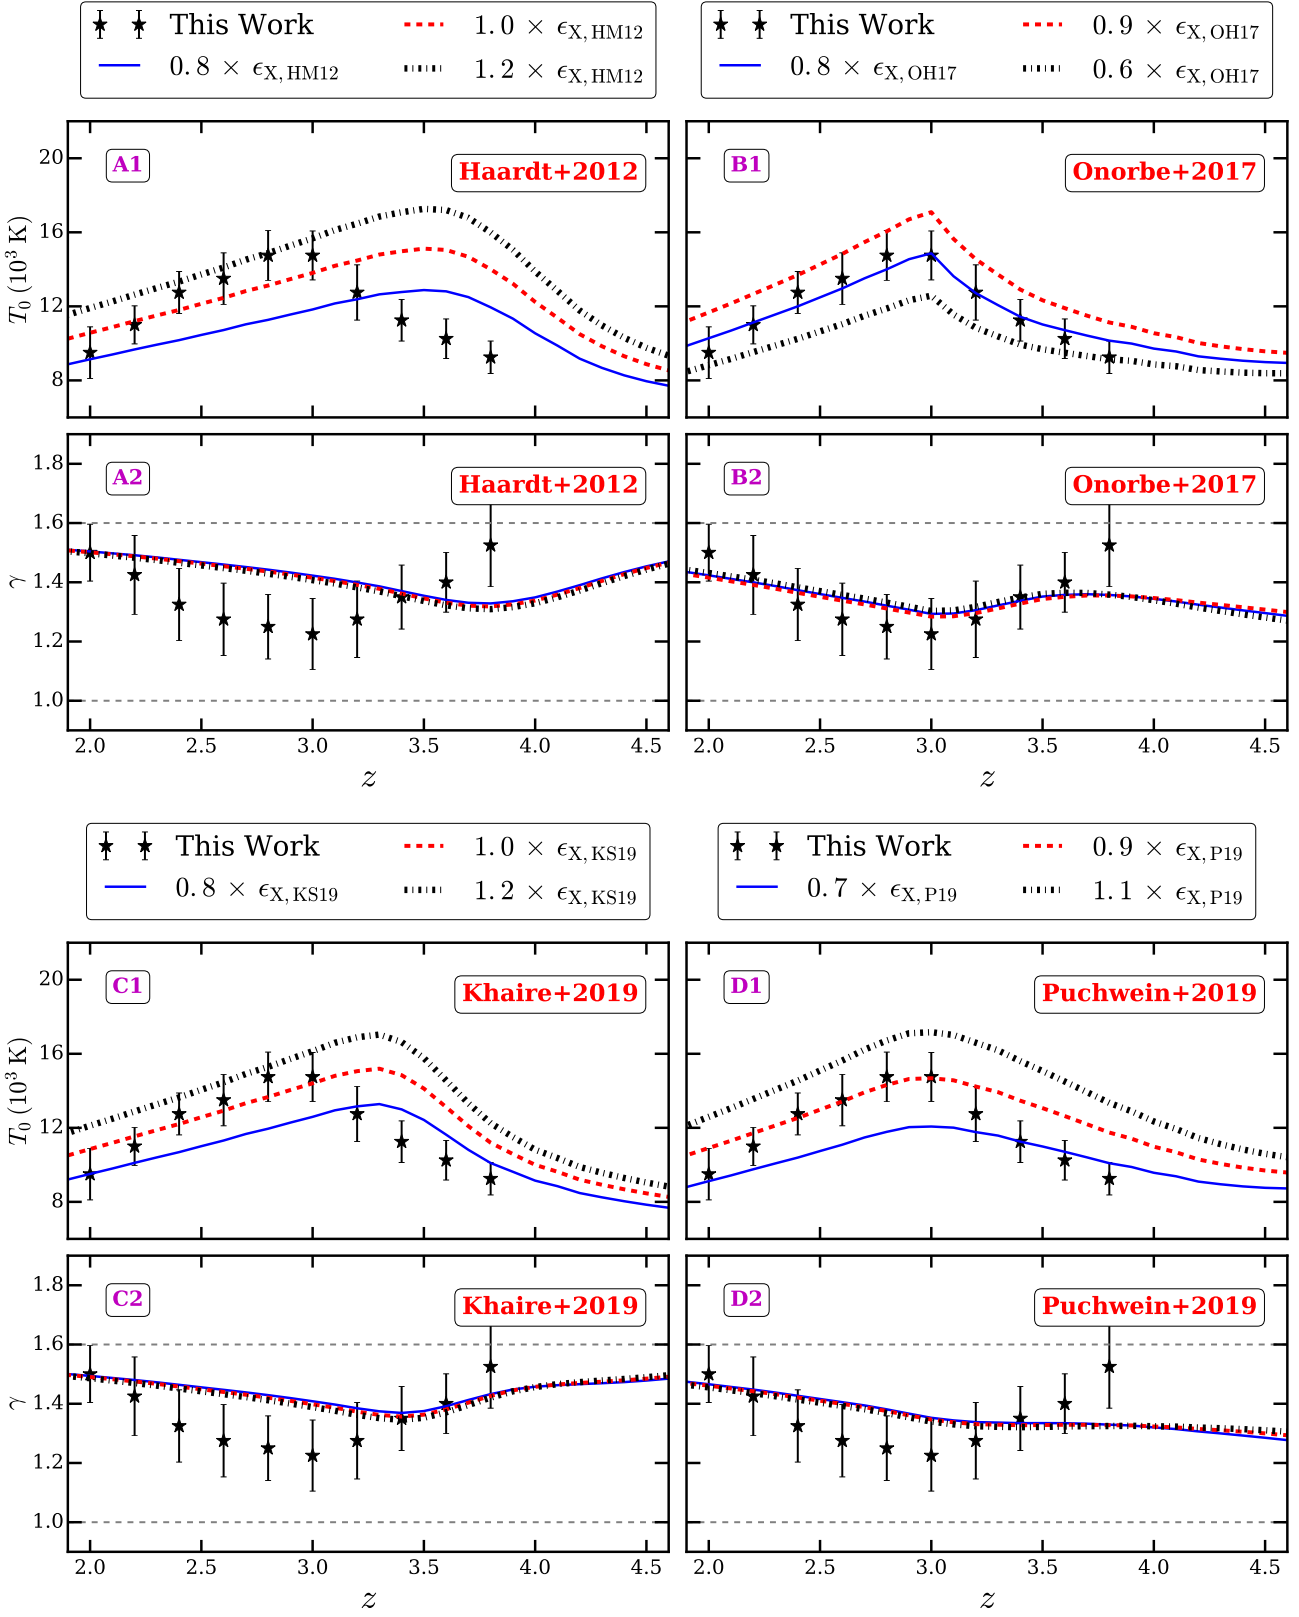 This Work
0.8 × ϵX,HM12
1.0 × ϵX,HM12
1.2 × ϵX,HM12
This Work
0.8 × ϵX,OH17
0.9 × ϵX,OH17
0.6 × ϵX,OH17
A1
Haardt+2012
T0 (10^3 K)
20
16
12
8
B1
Onorbe+2017
A2
Haardt+2012
γ
1.8
1.6
1.4
1.2
1.0
2.0 2.5 3.0 3.5 4.0 4.5
z
B2
Onorbe+2017
2.0 2.5 3.0 3.5 4.0 4.5
z
This Work
0.8 × ϵX,KS19
1.0 × ϵX,KS19
1.2 × ϵX,KS19
This Work
0.7 × ϵX,P19
0.9 × ϵX,P19
1.1 × ϵX,P19
C1
Khaire+2019
T0 (10^3 K)
20
16
12
8
D1
Puchwein+2019
C2
Khaire+2019
γ
1.8
1.6
1.4
1.2
1.0
2.0 2.5 3.0 3.5 4.0 4.5
z
D2
Puchwein+2019
2.0 2.5 3.0 3.5 4.0 4.5
z